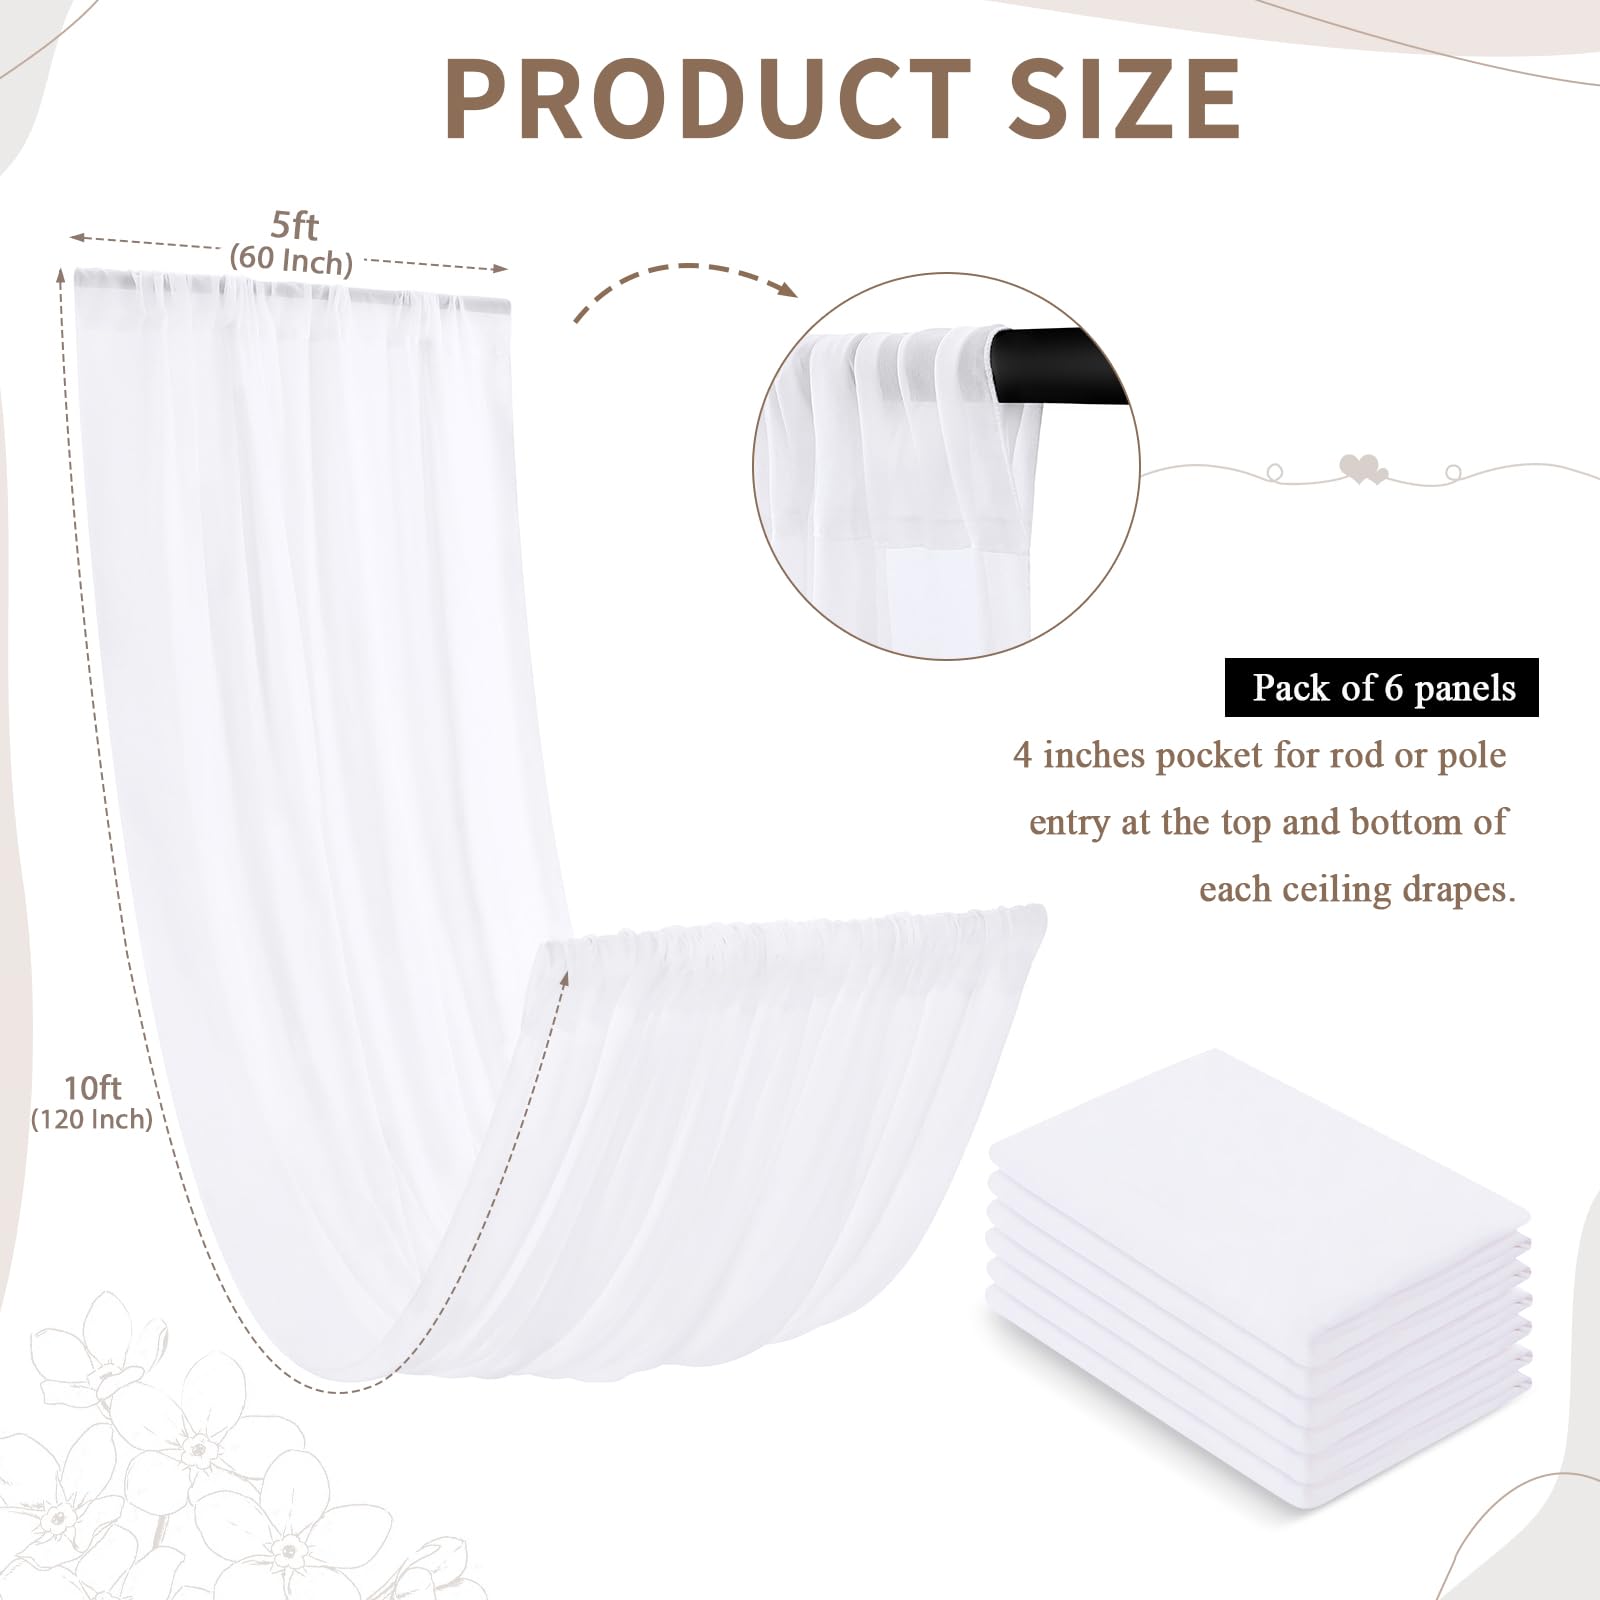 PRODUCT SIZE
5ft
(60 Inch)
Pack of 6 panels
4 inches pocket for rod or pole
entry at the top and bottom of
each ceiling drapes.
10ft
(120 Inch)